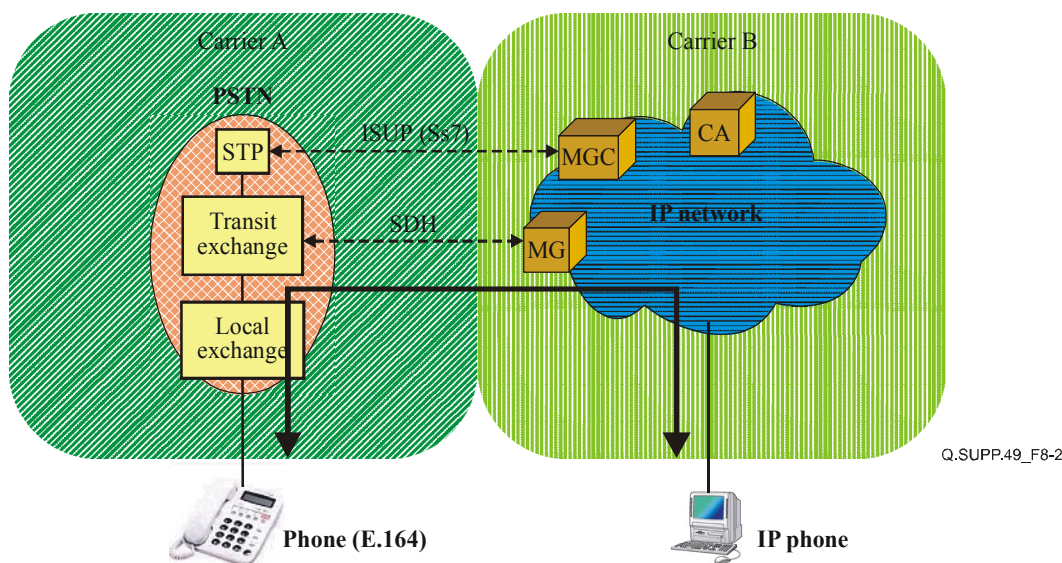 Carrier A
Carrier B
PSTN
ISUP (Ss7)
STP
MGC
CA
Transit
exchange
SDH
MG
IP network
Local
exchange
Q.SUPP.49_F8-2
Phone (E.164)
IP phone